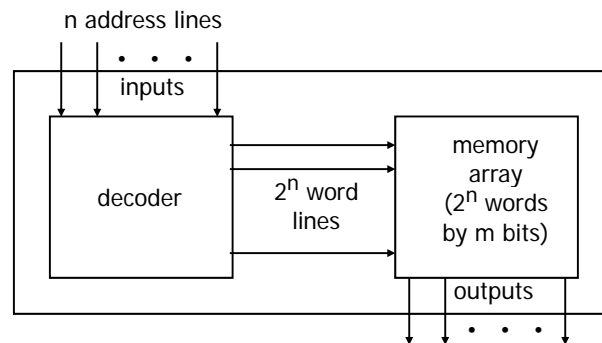 n address lines
inputs
decoder
2ⁿ word
lines
memory
array
(2ⁿ words
by m bits)
outputs